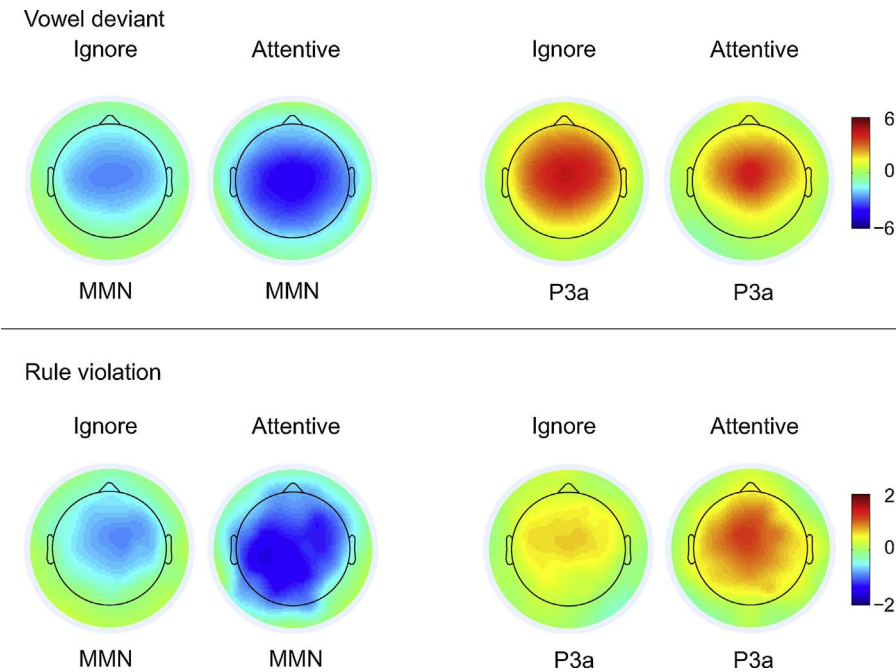 Vowel deviant
Ignore Attentive Ignore Attentive
6
0
−6
MMN MMN P3a P3a
Rule violation
Ignore Attentive Ignore Attentive
2
0
−2
MMN MMN P3a P3a